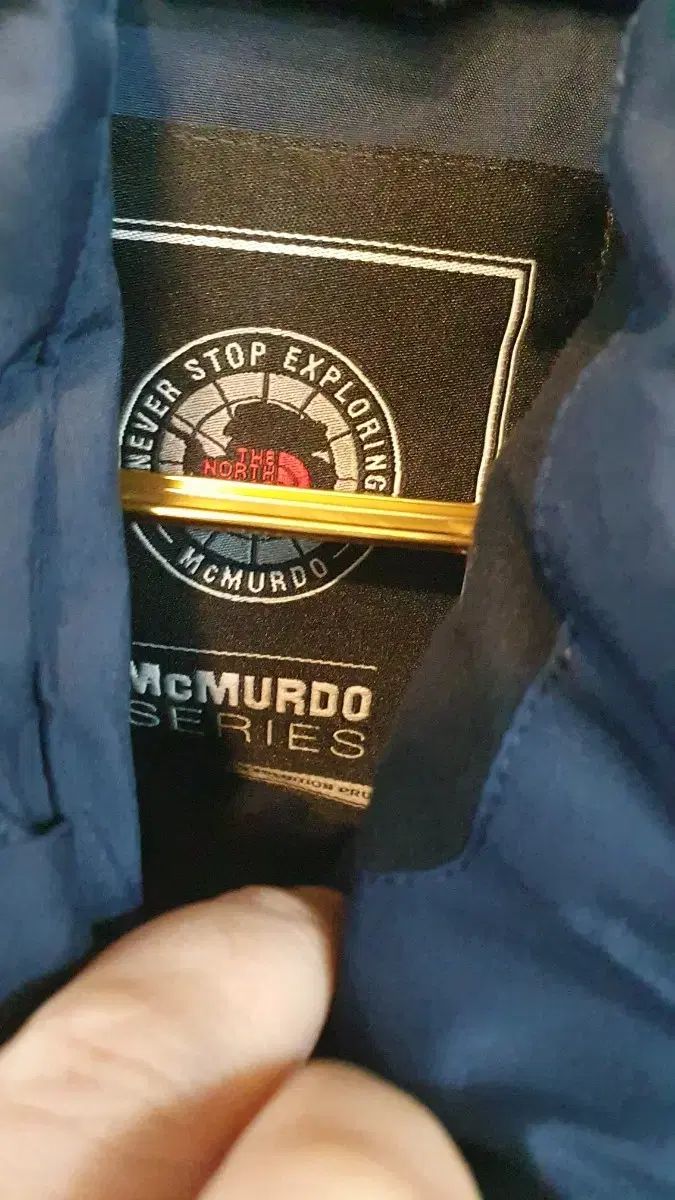 NEVER STOP EXPLORING
THE
NORTH
McMURDO
McMURDO
SERIES